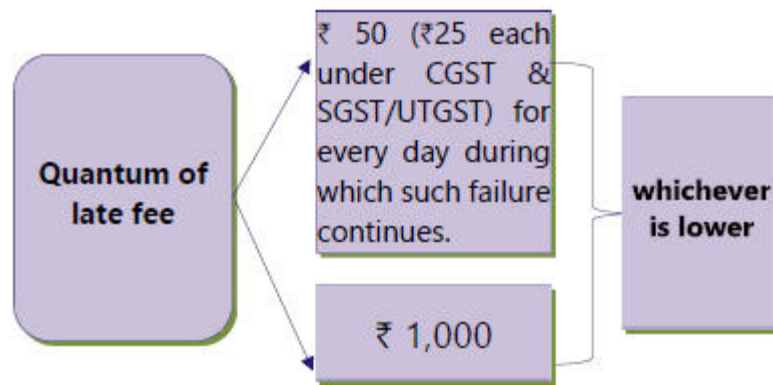 Quantum of
late fee
₹ 50 (₹25 each
under CGST &
SGST/UTGST) for
every day during
which such failure
continues.
₹ 1,000
whichever
is lower